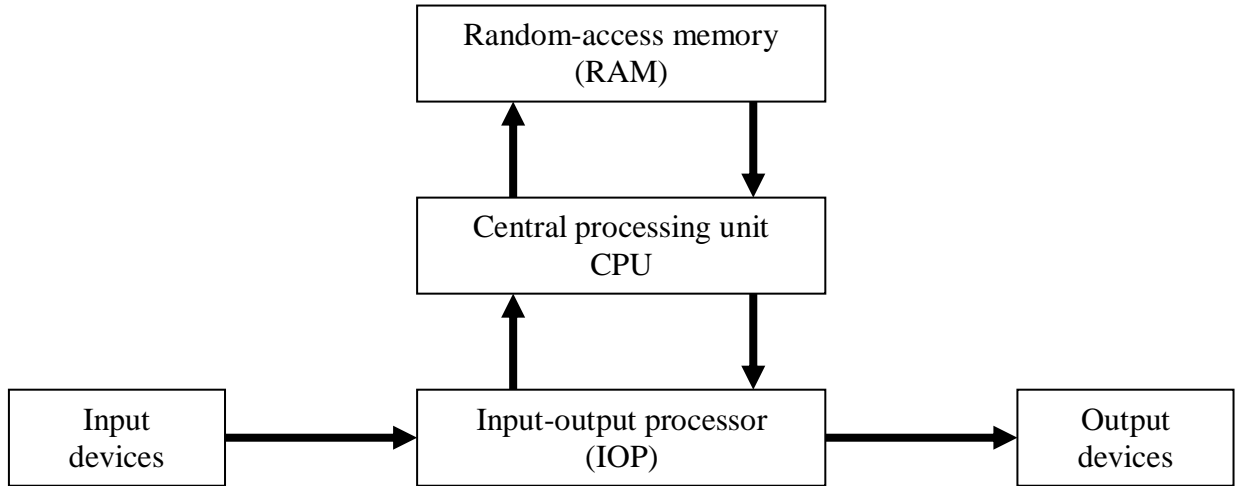 Random-access memory
(RAM)
Central processing unit
CPU
Input
devices
Input-output processor
(IOP)
Output
devices